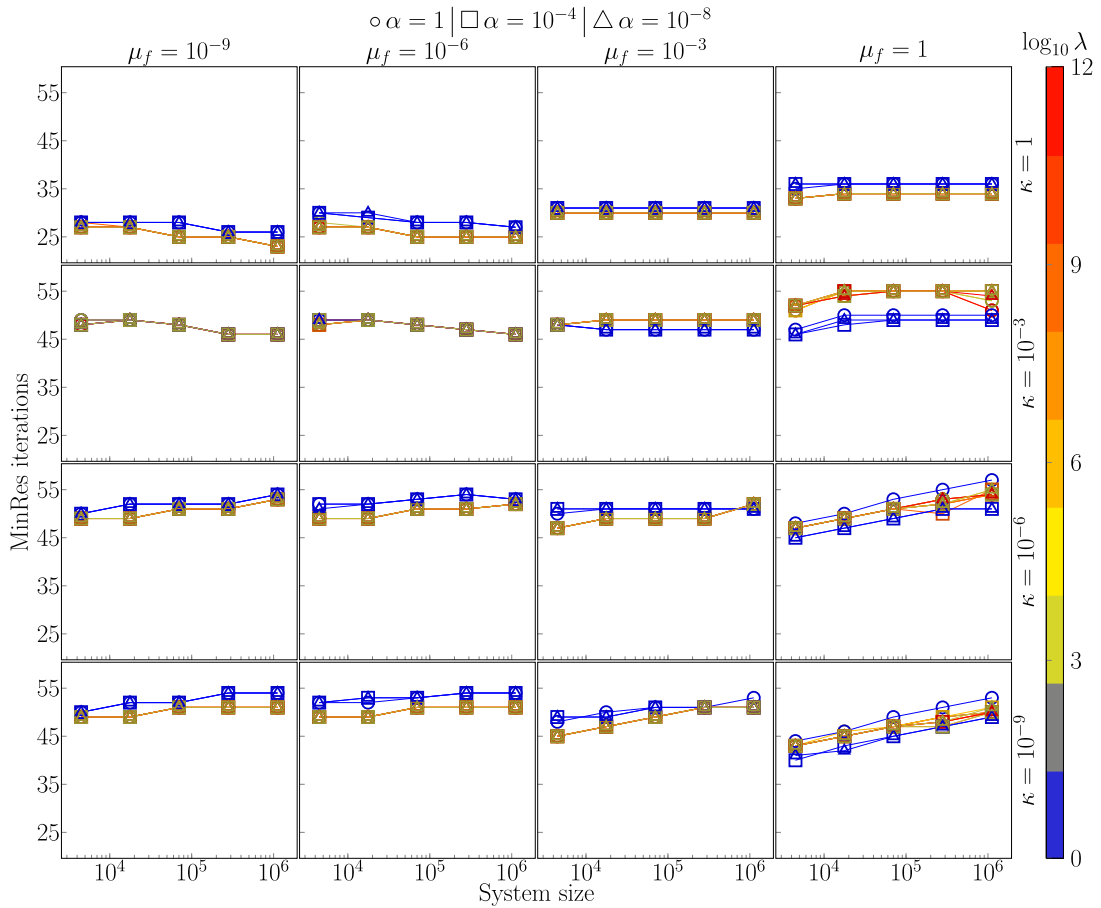 ○ α = 1 | □ α = 10⁻⁴ | △ α = 10⁻⁸
μ_f = 10⁻⁹ μ_f = 10⁻⁶ μ_f = 10⁻³ μ_f = 1
log₁₀ λ
MinRes iterations
55
45
35
25
κ = 1
55
45
35
25
κ = 10⁻³
55
45
35
25
κ = 10⁻⁶
55
45
35
25
κ = 10⁻⁹
10⁴ 10⁵ 10⁶ 10⁴ 10⁵ 10⁶ 10⁴ 10⁵ 10⁶ 10⁴ 10⁵ 10⁶
System size
12
9
6
3
0